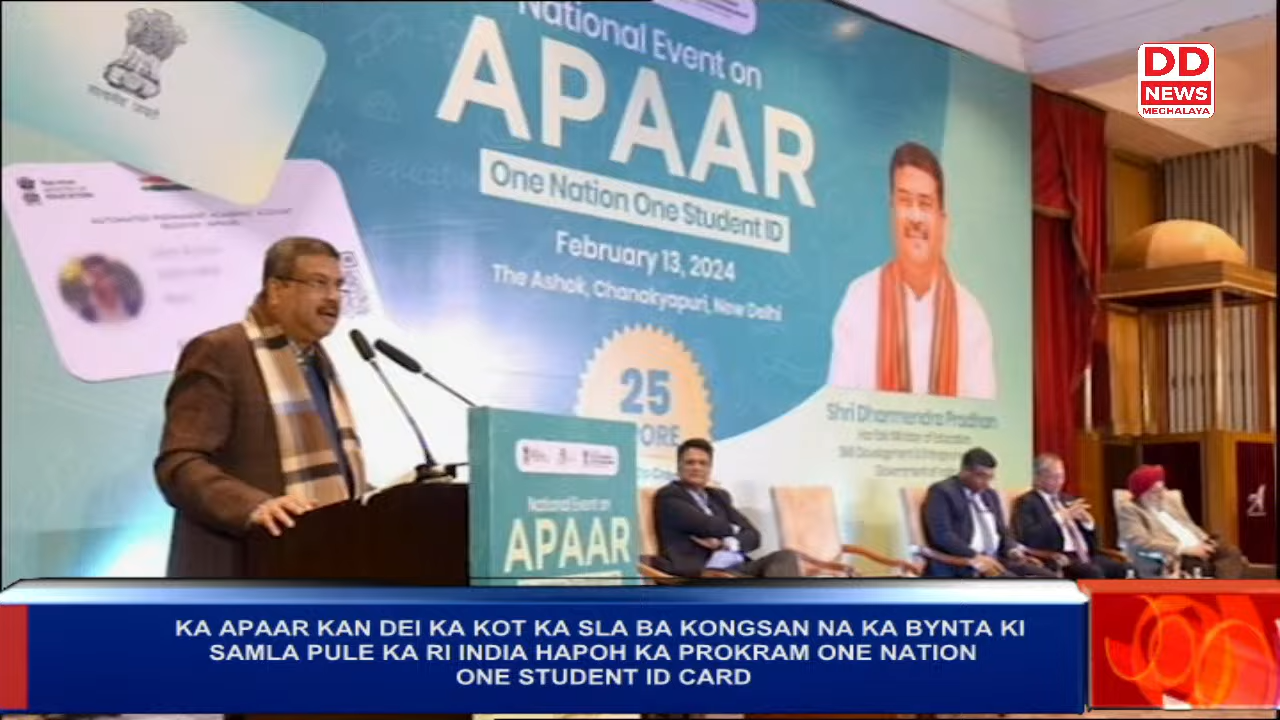 National Event on
APAAR
One Nation One Student ID
February 13, 2024
The Ashok, Chanakyapuri, New Delhi
25
Shri Dharmendra Pradhan
National Event on
APAAR
DD
NEWS
MEGHALAYA
KA APAAR KAN DEI KA KOT KA SLA BA KONGSAN NA KA BYNTA KI
SAMLA PULE KA RI INDIA HAPOH KA PROKRAM ONE NATION
ONE STUDENT ID CARD